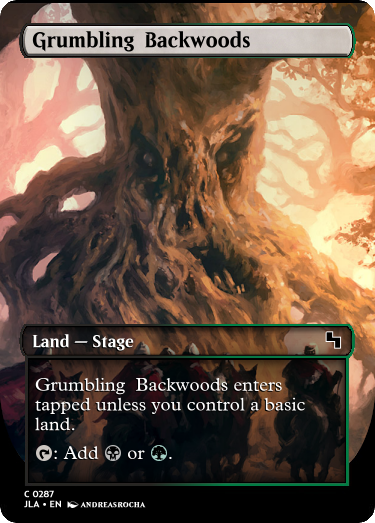 Grumbling Backwoods
Land — Stage
Grumbling Backwoods enters
tapped unless you control a basic
land.
: Add or .
C 0287
JLA • EN ANDREASROCHA